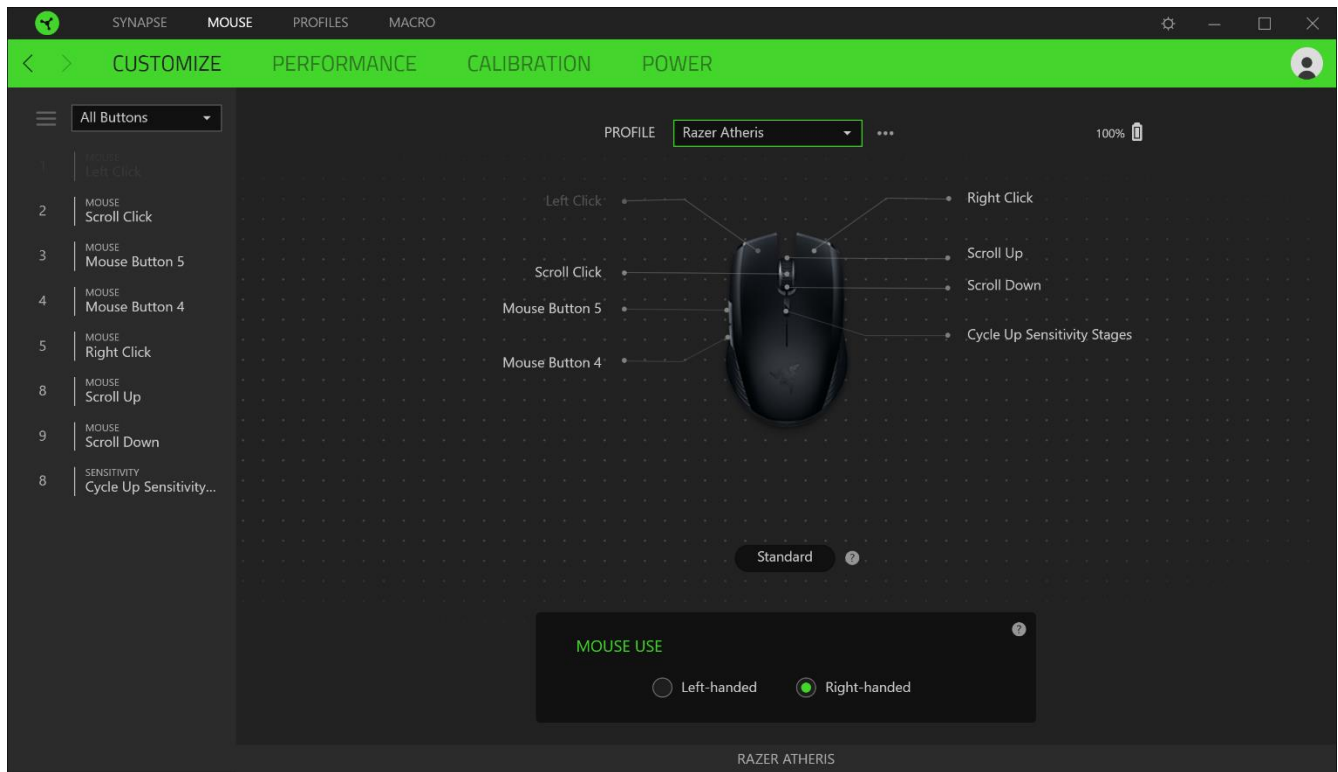 SYNAPSE MOUSE PROFILES MACRO
CUSTOMIZE PERFORMANCE CALIBRATION POWER
All Buttons
PROFILE Razer Atheris 100%
1 MOUSE
Left Click
2 MOUSE
Scroll Click
3 MOUSE
Mouse Button 5
4 MOUSE
Mouse Button 4
5 MOUSE
Right Click
8 MOUSE
Scroll Up
9 MOUSE
Scroll Down
8 SENSITIVITY
Cycle Up Sensitivity...
Left Click
Scroll Click
Mouse Button 5
Mouse Button 4
Right Click
Scroll Up
Scroll Down
Cycle Up Sensitivity Stages
Standard ?
?
MOUSE USE
Left-handed Right-handed
RAZER ATHERIS